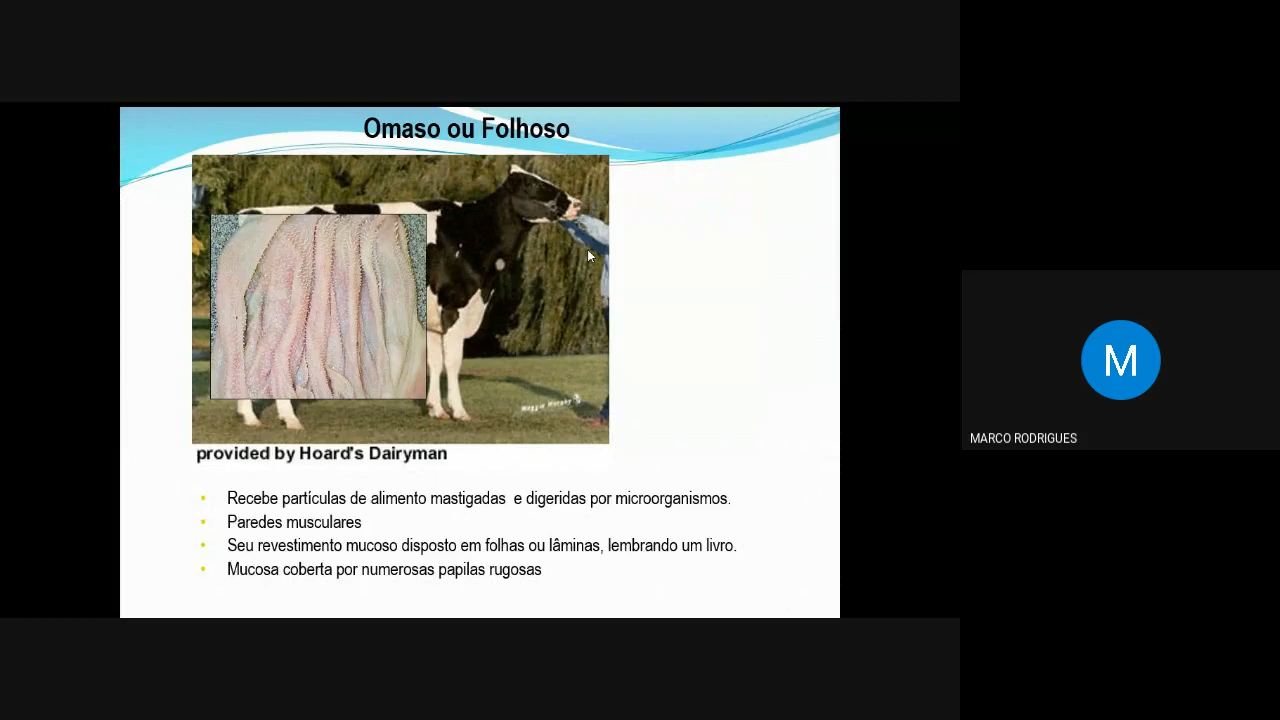 Omaso ou Folhoso
provided by Hoard's Dairyman
Recebe partículas de alimento mastigadas e digeridas por microorganismos.
Paredes musculares
Seu revestimento mucoso disposto em folhas ou lâminas, lembrando um livro.
Mucosa coberta por numerosas papilas rugosas
M
MARCO RODRIGUES